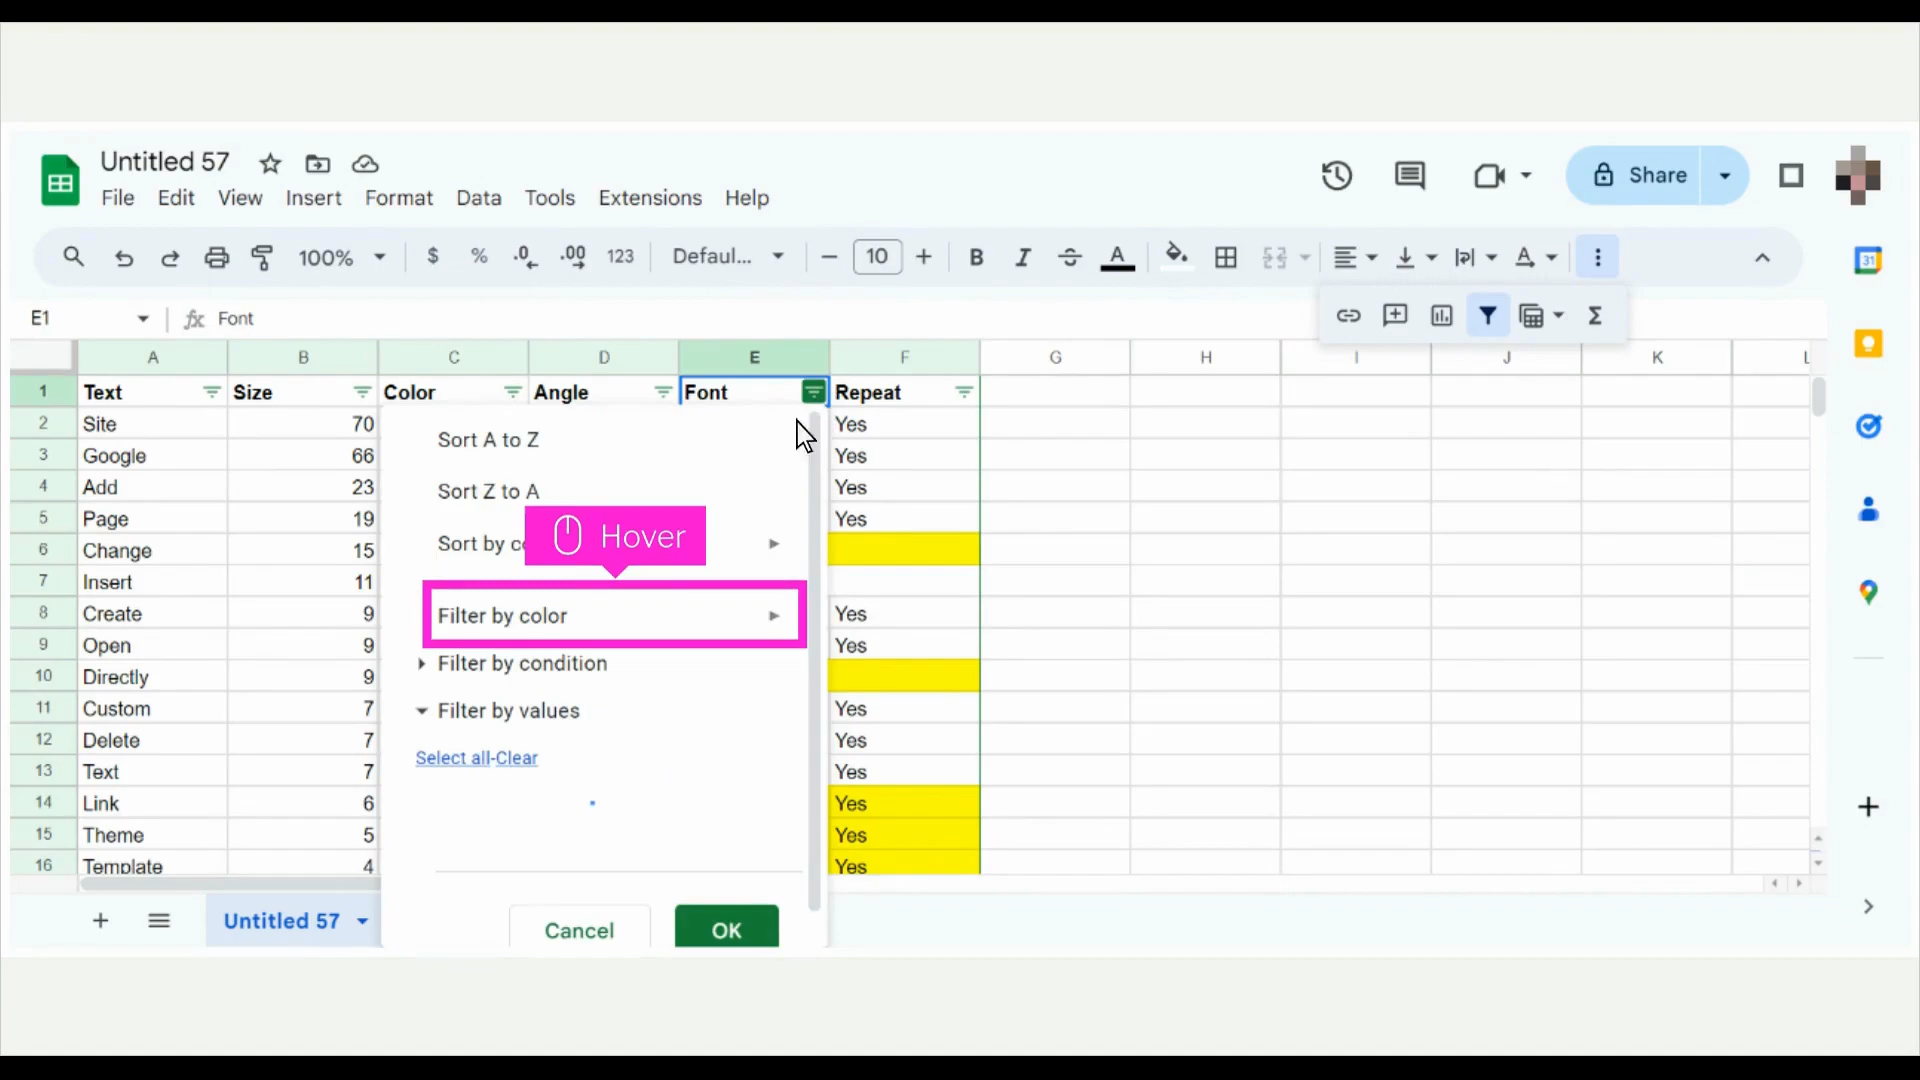 Untitled 57
File Edit View Insert Format Data Tools Extensions Help
Share
100% $ % .0 .00 123 Defaul... − 10 + B I S A
31
E1 fx Font
A B C D E F G H I J K L
1 Text Size Color Angle Font Repeat
2 Site 70 Yes
3 Google 66 Yes
4 Add 23 Yes
5 Page 19 Yes
6 Change 15
7 Insert 11
8 Create 9 Yes
9 Open 9 Yes
10 Directly 9
11 Custom 7 Yes
12 Delete 7 Yes
13 Text 7 Yes
14 Link 6 Yes
15 Theme 5 Yes
16 Template 4 Yes
Sort A to Z
Sort Z to A
Sort by
Hover
Filter by color
Filter by condition
Filter by values
Select all-Clear
Cancel OK
Untitled 57